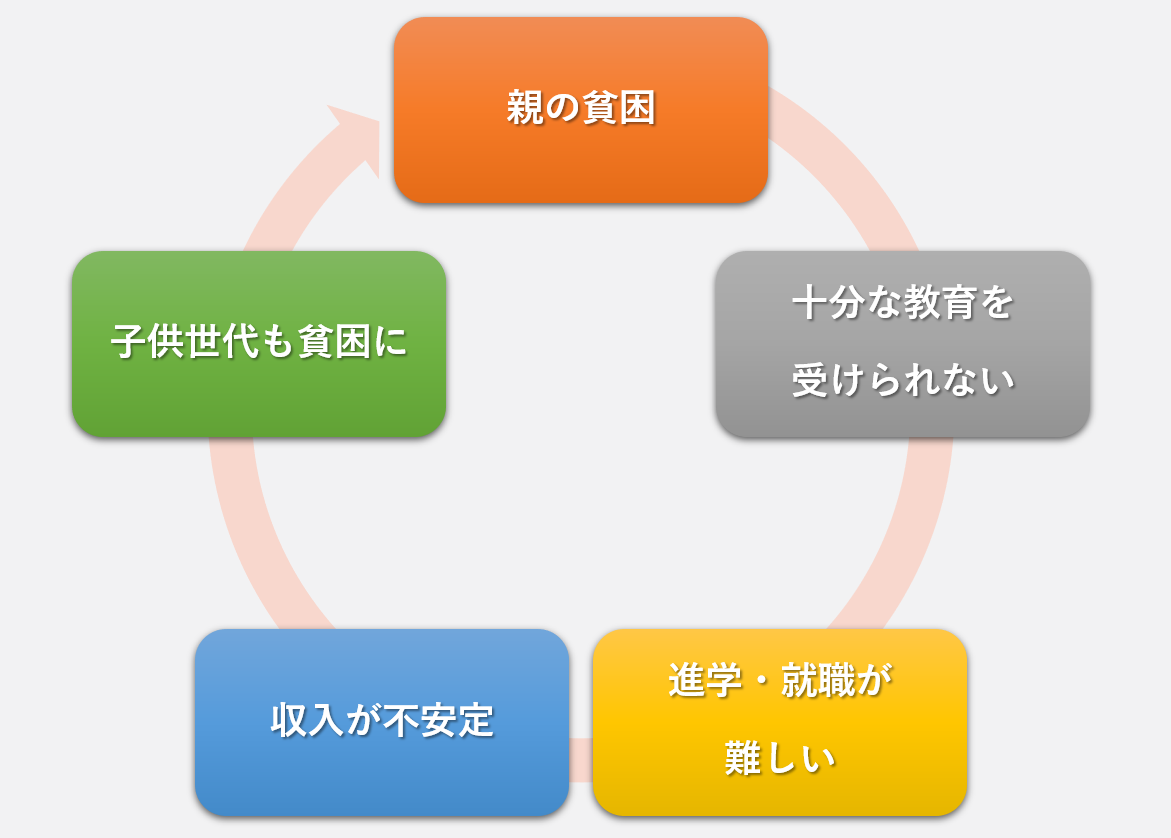 親の貧困
十分な教育を
受けられない
進学・就職が
難しい
収入が不安定
子供世代も貧困に